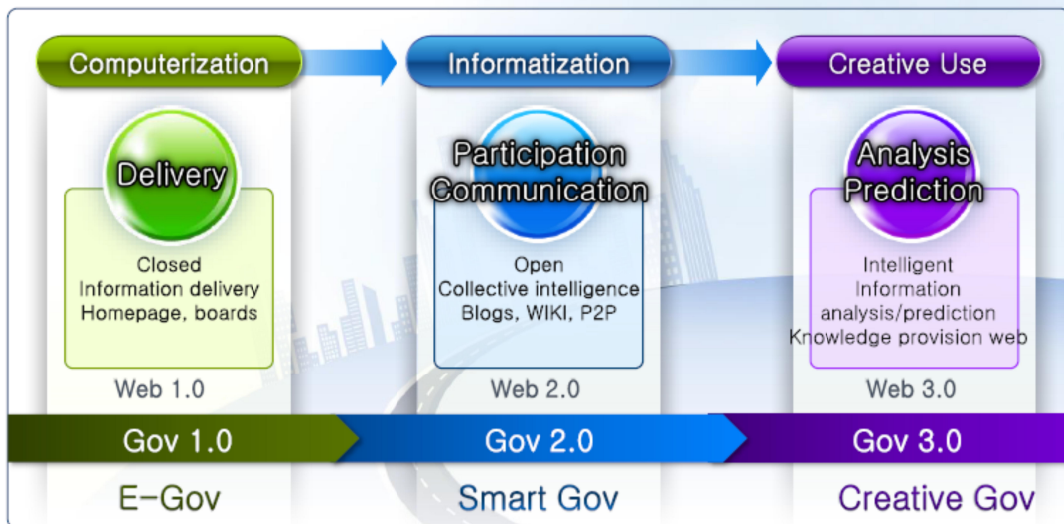 Computerization
Informatization
Creative Use
Delivery
Closed
Information delivery
Homepage, boards
Web 1.0
Participation
Communication
Open
Collective intelligence
Blogs, WIKI, P2P
Web 2.0
Analysis
Prediction
Intelligent
Information
analysis/prediction
Knowledge provision web
Web 3.0
Gov 1.0
Gov 2.0
Gov 3.0
E-Gov
Smart Gov
Creative Gov